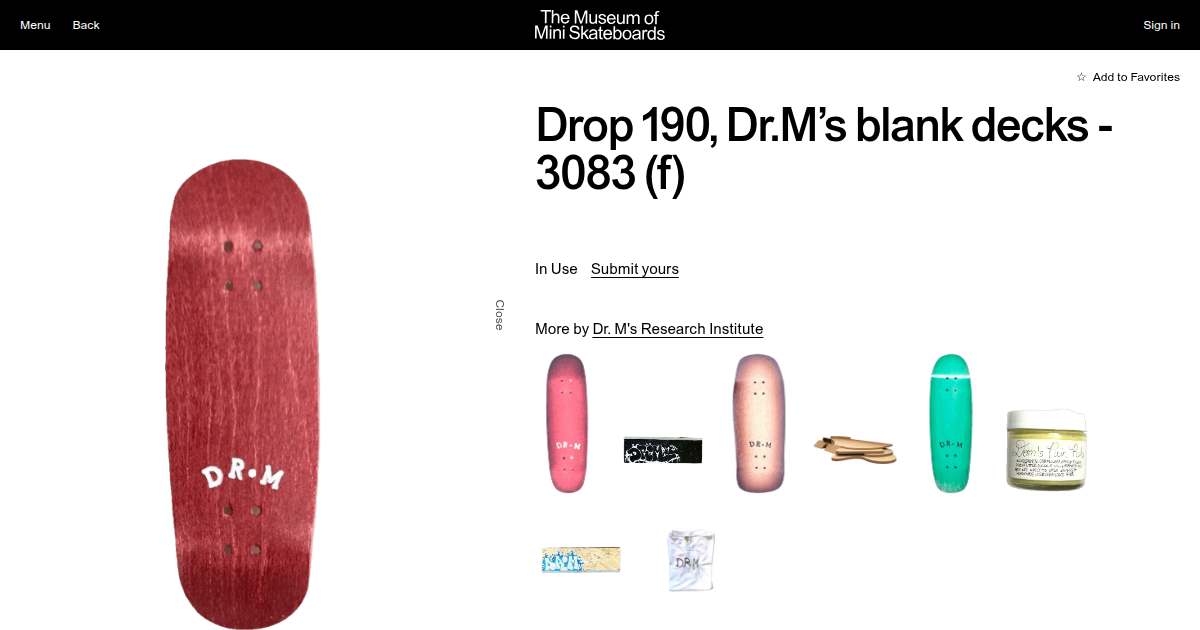 Menu
Back
The Museum of
Mini Skateboards
Sign in
☆ Add to Favorites
Drop 190, Dr.M’s blank decks -
3083 (f)
In Use
Submit yours
Close
More by Dr. M's Research Institute
DR•M
DR•M
DR•M
DR•M
DRM